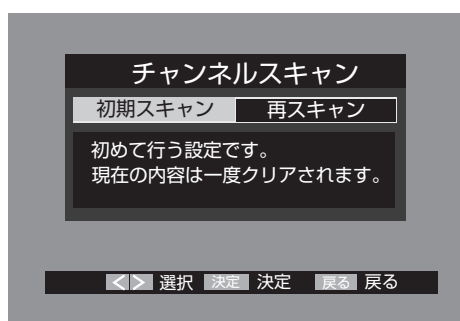 チャンネルスキャン
初期スキャン 再スキャン
初めて行う設定です。
現在の内容は一度クリアされます。
<> 選択 決定 決定 戻る 戻る